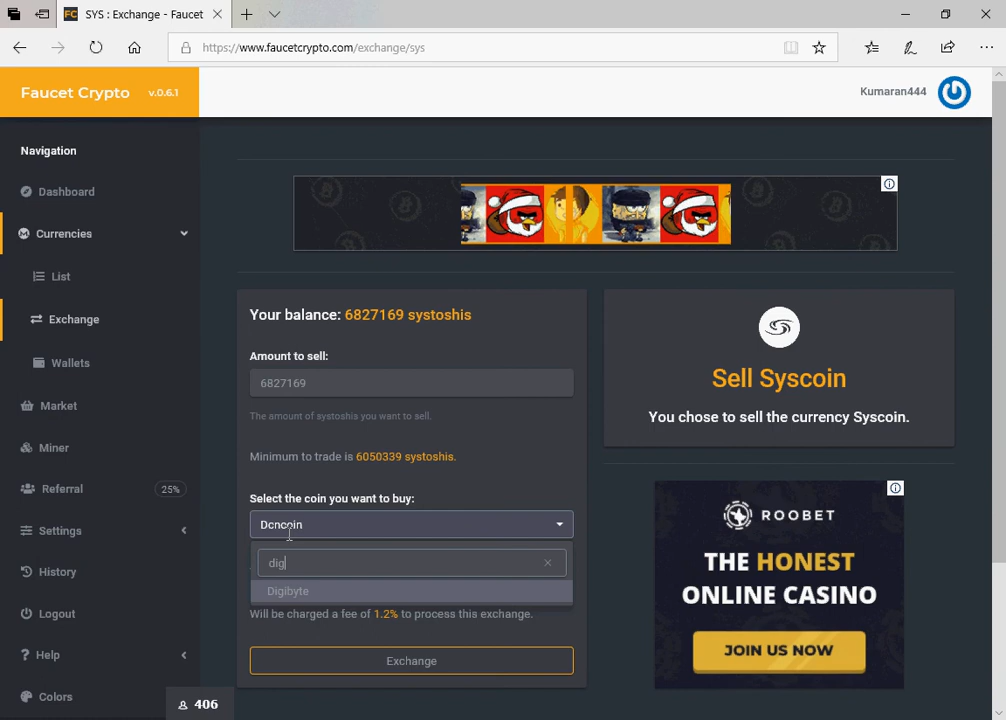 SYS : Exchange - Faucet
https://www.faucetcrypto.com/exchange/sys
Faucet Crypto v.0.6.1
Kumaran444
Navigation
Dashboard
Currencies
List
Exchange
Wallets
Market
Miner
Referral 25%
Settings
History
Logout
Help
Colors
406
Your balance: 6827169 systoshis
Amount to sell:
6827169
The amount of systoshis you want to sell.
Minimum to trade is 6050339 systoshis.
Select the coin you want to buy:
dig
Digibyte
Will be charged a fee of 1.2% to process this exchange.
Exchange
Sell Syscoin
You chose to sell the currency Syscoin.
ROOBET
THE HONEST
ONLINE CASINO
JOIN US NOW